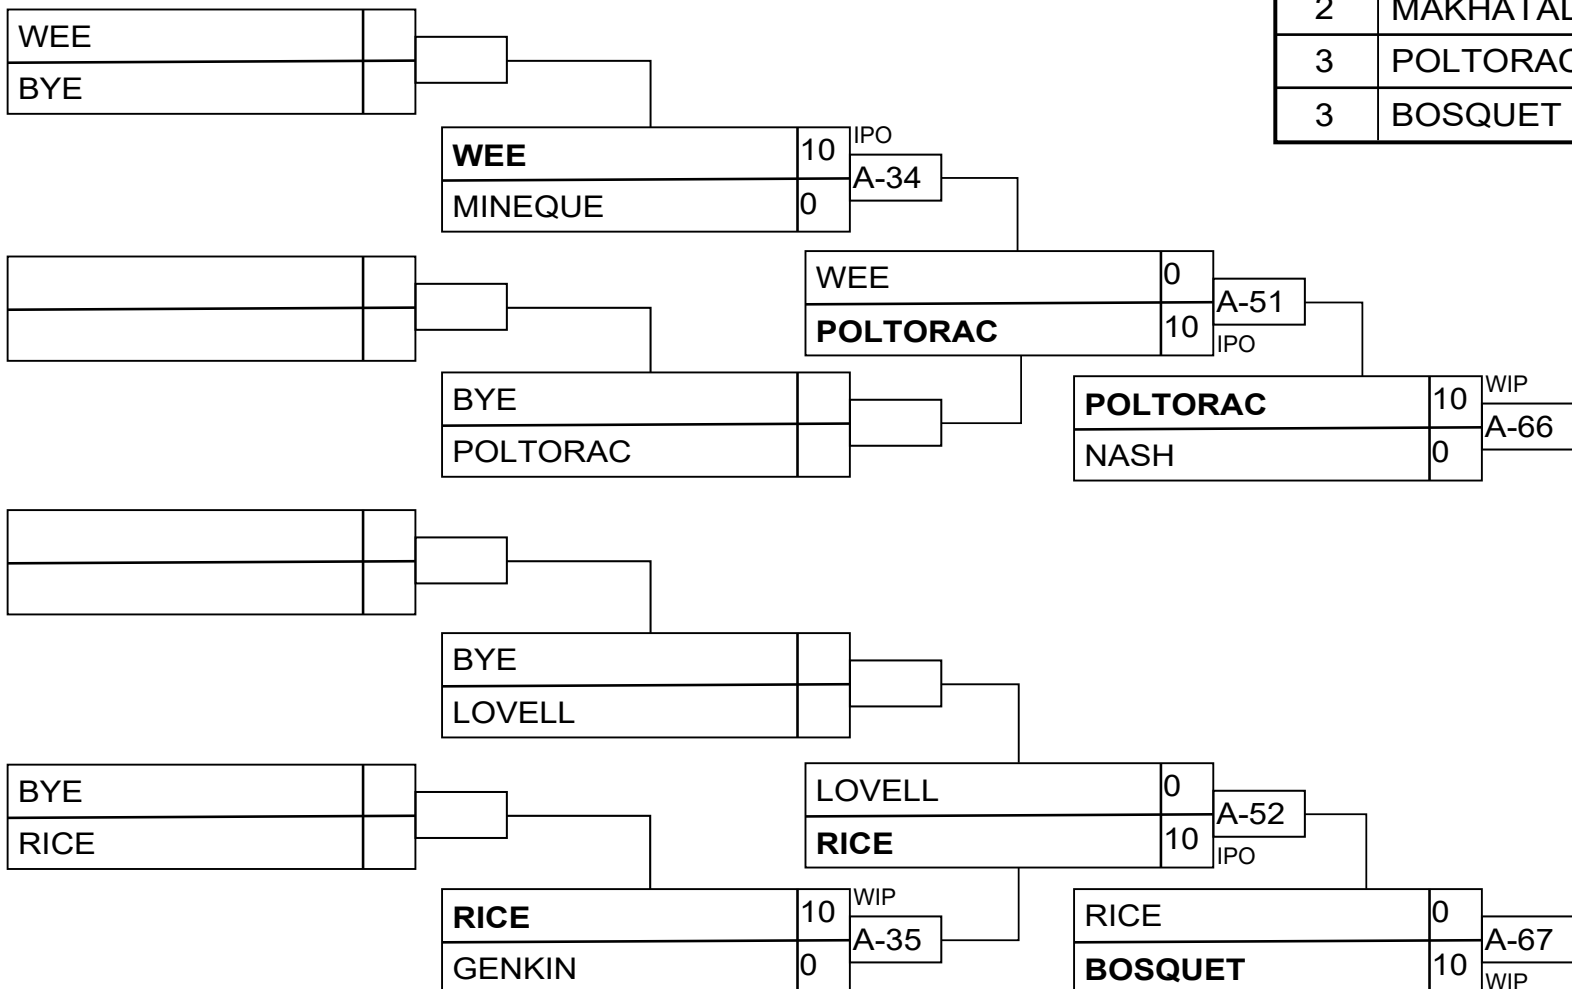 2 MAKHATAL
3 POLTORAC
3 BOSQUET
WEE
BYE
WEE 10 IPO
A-34
MINEQUE 0
WEE 0
A-51
POLTORAC 10 IPO
BYE
POLTORAC
POLTORAC 10 WIP
A-66
NASH 0
BYE
LOVELL
BYE
RICE
LOVELL 0
A-52
RICE 10 IPO
RICE 10 WIP
A-35
GENKIN 0
RICE 0
A-67
BOSQUET 10 WIP